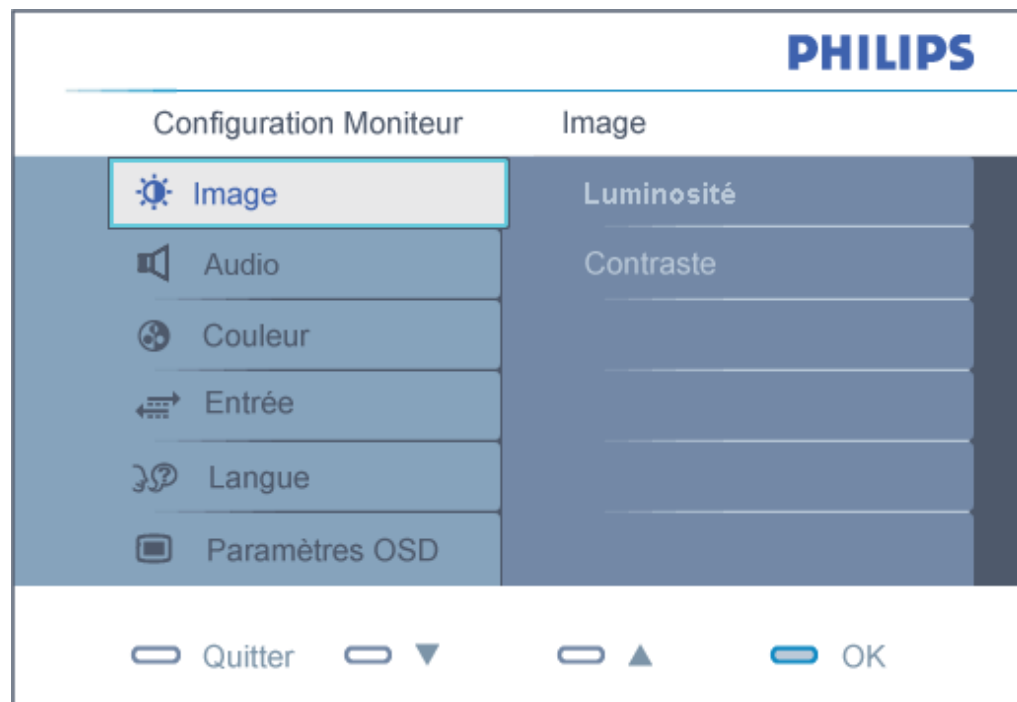 PHILIPS
Configuration Moniteur Image
Image Luminosité
Audio Contraste
Couleur
Entrée
Langue
Paramètres OSD
Quitter ▼ ▲ OK